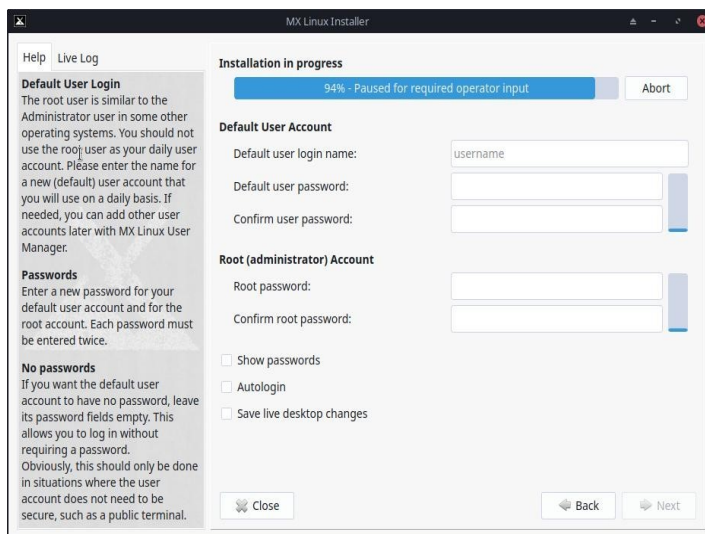 MX Linux Installer
Help
Live Log
Default User Login
The root user is similar to the
Administrator user in some other
operating systems. You should not
use the root user as your daily user
account. Please enter the name for
a new (default) user account that
you will use on a daily basis. If
needed, you can add other user
accounts later with MX Linux User
Manager.
Passwords
Enter a new password for your
default user account and for the
root account. Each password must
be entered twice.
No passwords
If you want the default user
account to have no password, leave
its password fields empty. This
allows you to log in without
requiring a password.
Obviously, this should only be done
in situations where the user
account does not need to be
secure, such as a public terminal.
Installation in progress
94% - Paused for required operator input
Abort
Default User Account
Default user login name:
username
Default user password:
Confirm user password:
Root (administrator) Account
Root password:
Confirm root password:
Show passwords
Autologin
Save live desktop changes
Close
Back
Next